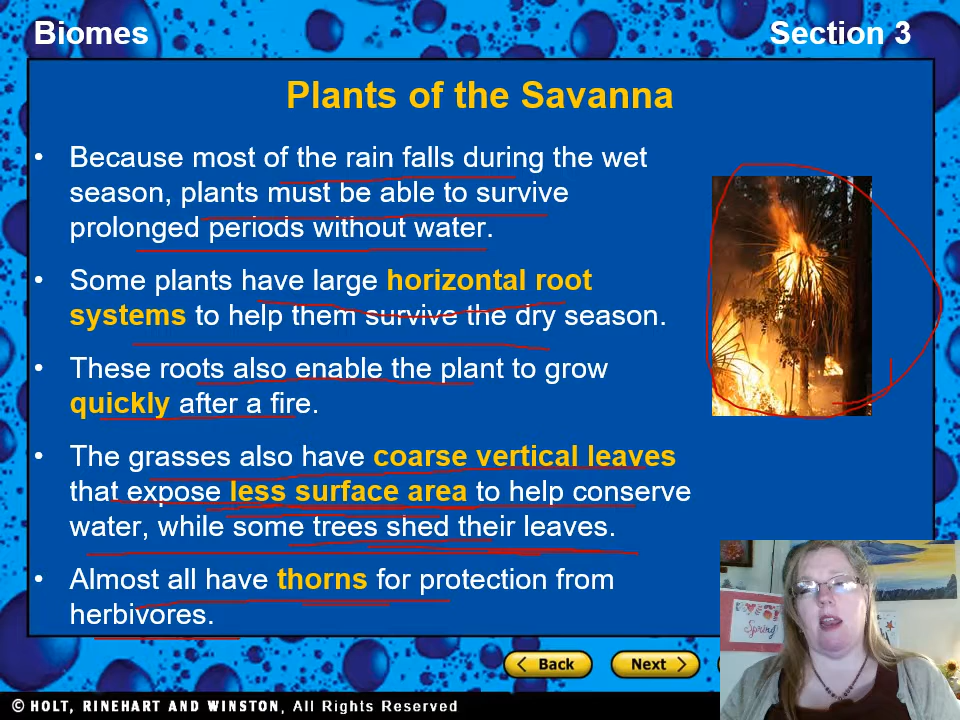 Biomes
Section 3
Plants of the Savanna
• Because most of the rain falls during the wet
season, plants must be able to survive
prolonged periods without water.
• Some plants have large horizontal root
systems to help them survive the dry season.
• These roots also enable the plant to grow
quickly after a fire.
• The grasses also have coarse vertical leaves
that expose less surface area to help conserve
water, while some trees shed their leaves.
• Almost all have thorns for protection from
herbivores.
Spring
< Back
Next >
© HOLT, RINEHART AND WINSTON, All Rights Reserved